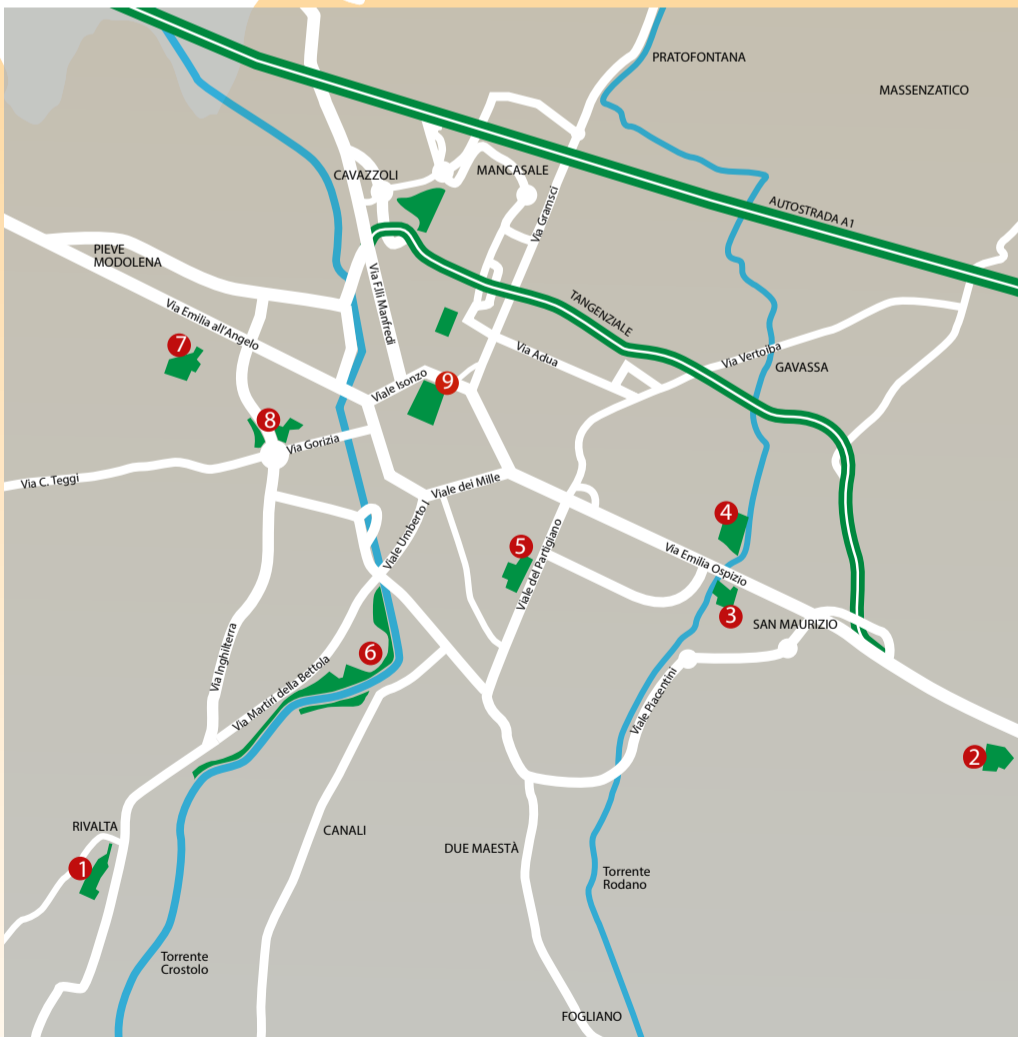 PRATOFONTANA
MASSENZATICO
CAVAZZOLI
MANCASALE
AUTOSTRADA A1
Via Gramsci
PIEVE
MODOLENA
Via F.lli Manfredi
TANGENZIALE
Via Emilia all'Angelo
7
Via Adua
Via Vertoiba
GAVASSA
Viale Isonzo
9
8
Via Gorizia
Via C. Teggi
Viale dei Mille
Viale Umberto I
4
5
Viale del Partigiano
Via Emilia Ospizio
3
SAN MAURIZIO
6
Via Inghilterra
Via Martiri della Bettola
Viale Piacentini
2
RIVALTA
CANALI
DUE MAESTÀ
1
Torrente
Rodano
Torrente
Crostolo
FOGLIANO